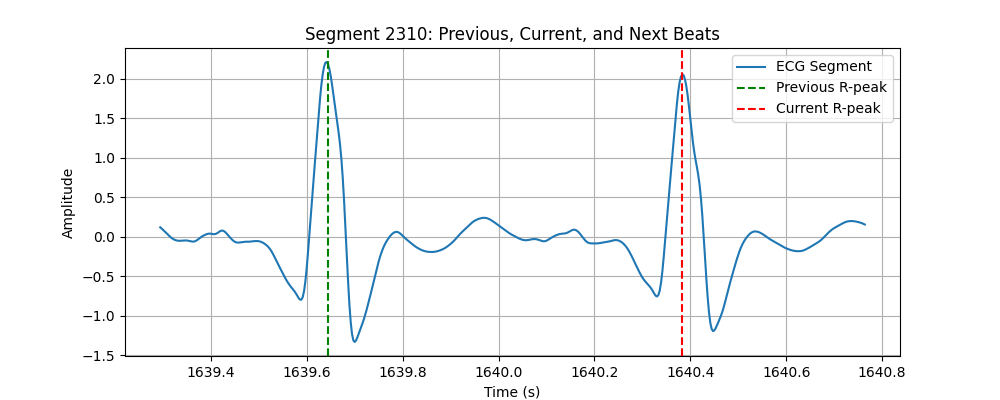 Segment 2310: Previous, Current, and Next Beats
ECG Segment
Previous R-peak
Current R-peak
2.0
1.5
1.0
0.5
0.0
−0.5
−1.0
−1.5
Amplitude
1639.4 1639.6 1639.8 1640.0 1640.2 1640.4 1640.6 1640.8
Time (s)